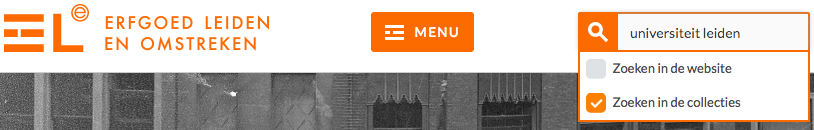 ERFGOED LEIDEN
EN OMSTREKEN
MENU
universiteit leiden
Zoeken in de website
Zoeken in de collecties